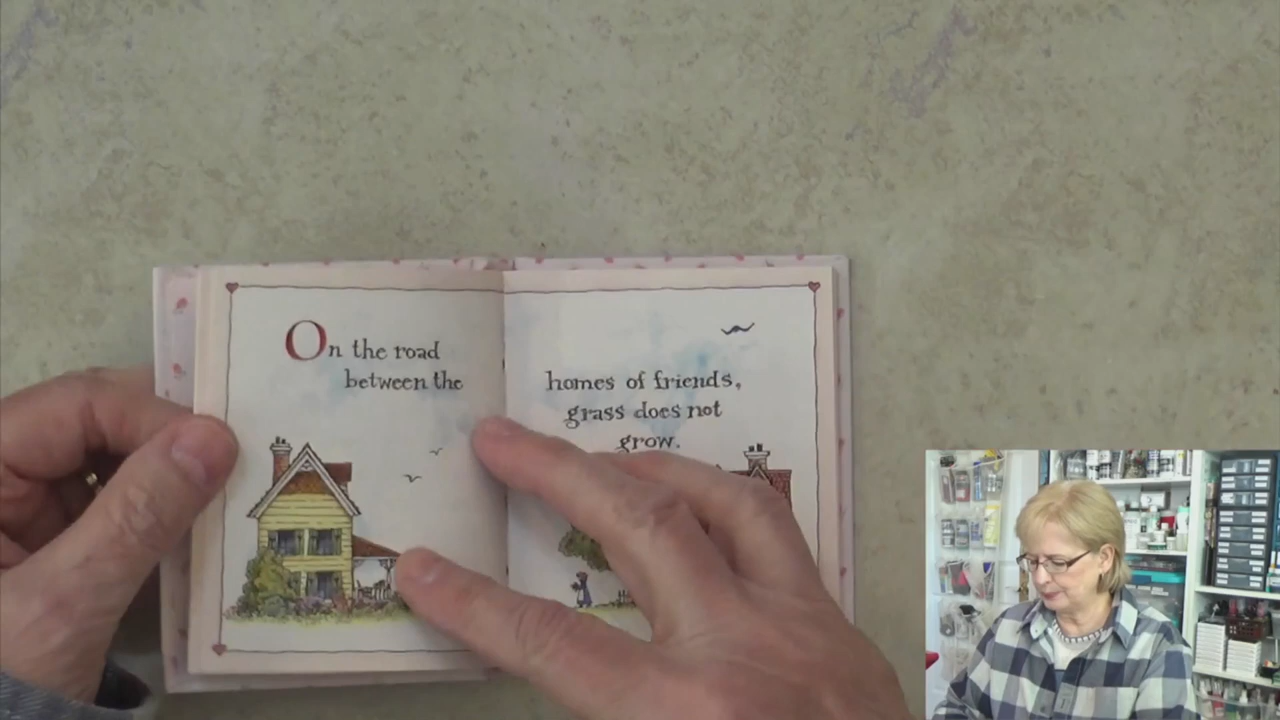 On the road
between the
homes of friends,
grass does not
grow.